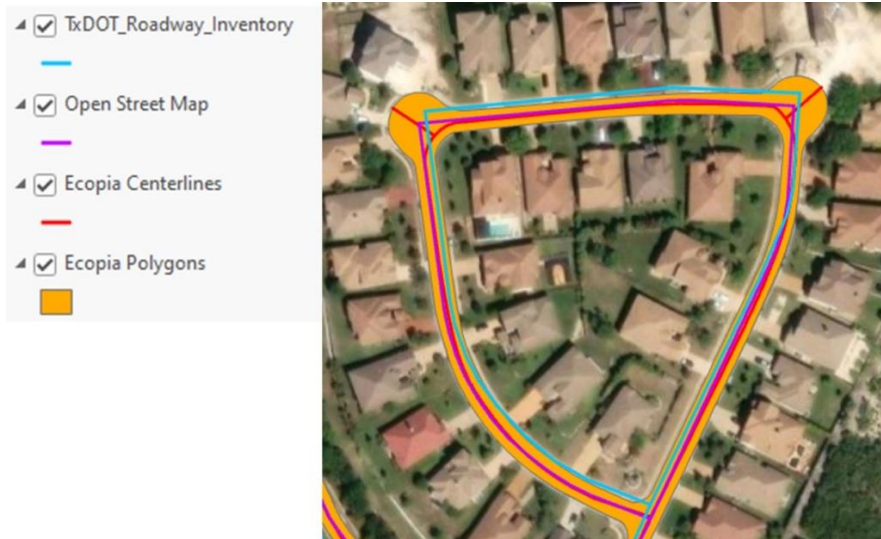 TxDOT_Roadway_Inventory
Open Street Map
Ecopia Centerlines
Ecopia Polygons